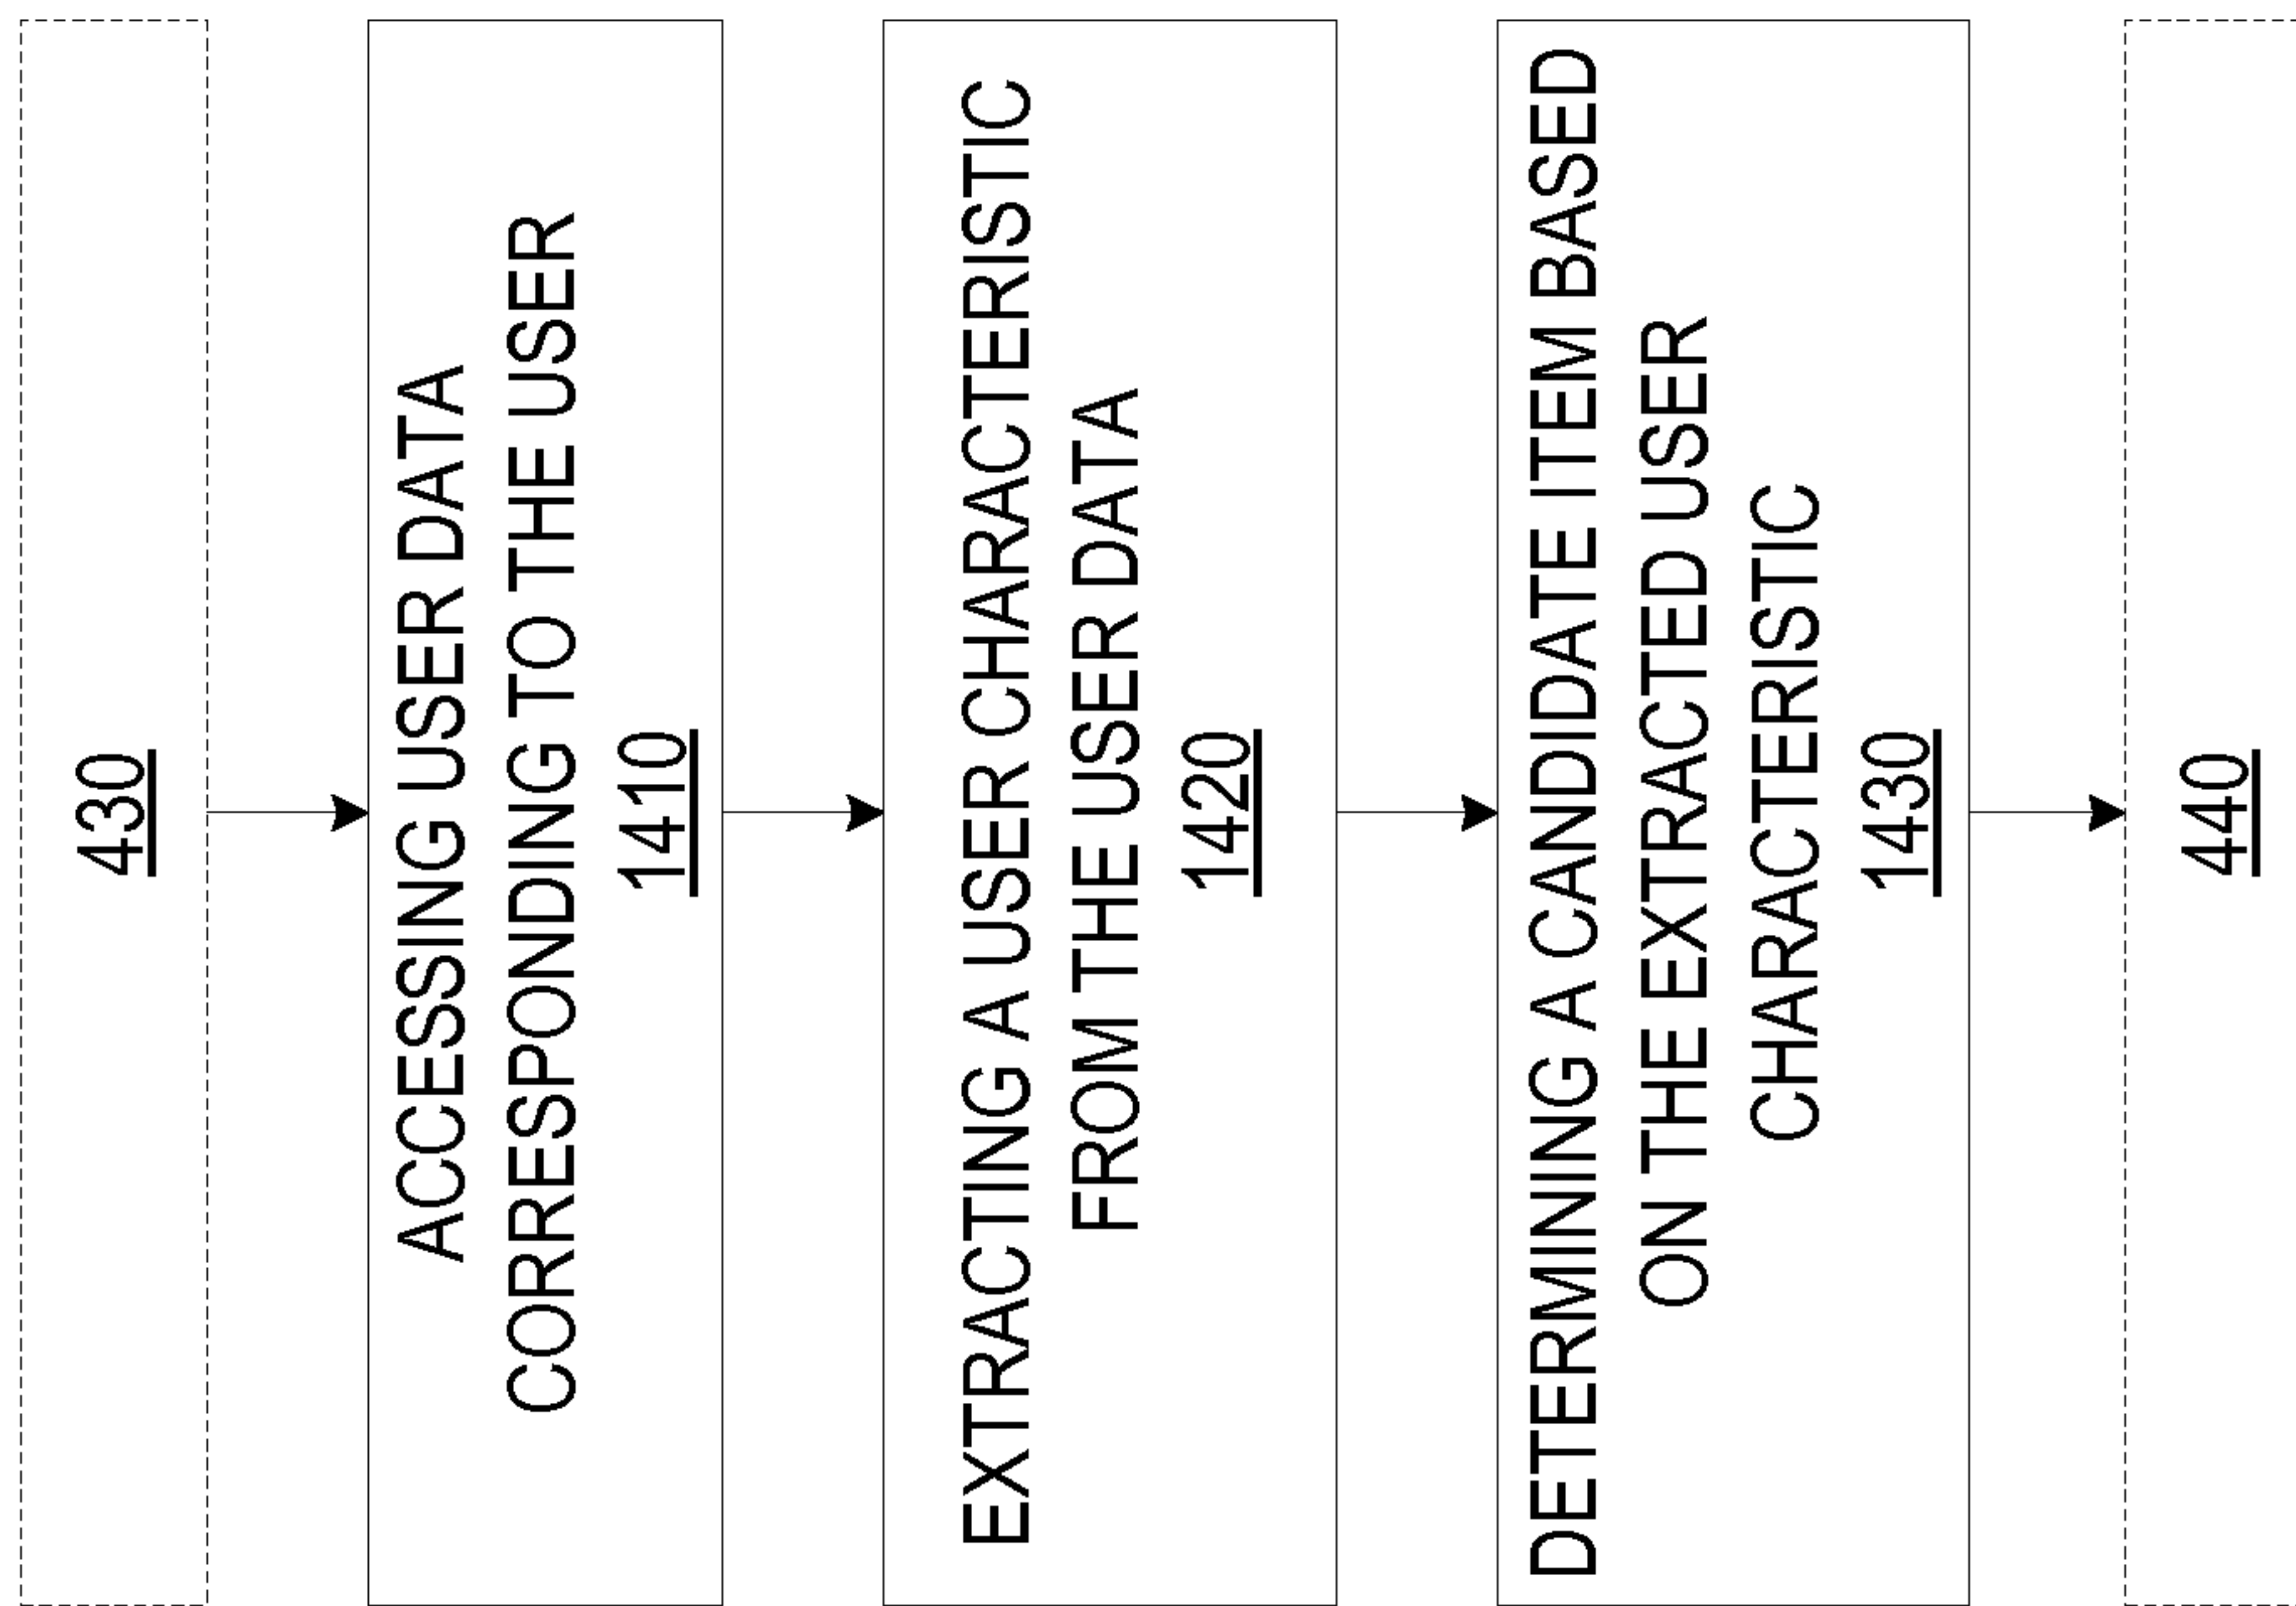 430
ACCESSING USER DATA
CORRESPONDING TO THE USER
1410
EXTRACTING A USER CHARACTERISTIC
FROM THE USER DATA
1420
DETERMINING A CANDIDATE ITEM BASED
ON THE EXTRACTED USER
CHARACTERISTIC
1430
440